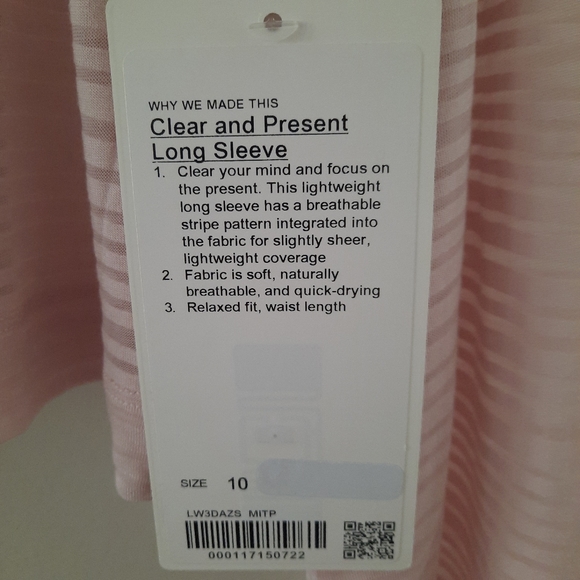 WHY WE MADE THIS
Clear and Present
Long Sleeve
1. Clear your mind and focus on
the present. This lightweight
long sleeve has a breathable
stripe pattern integrated into
the fabric for slightly sheer,
lightweight coverage
2. Fabric is soft, naturally
breathable, and quick-drying
3. Relaxed fit, waist length
SIZE 10
LW3DAZS MITP
000117150722